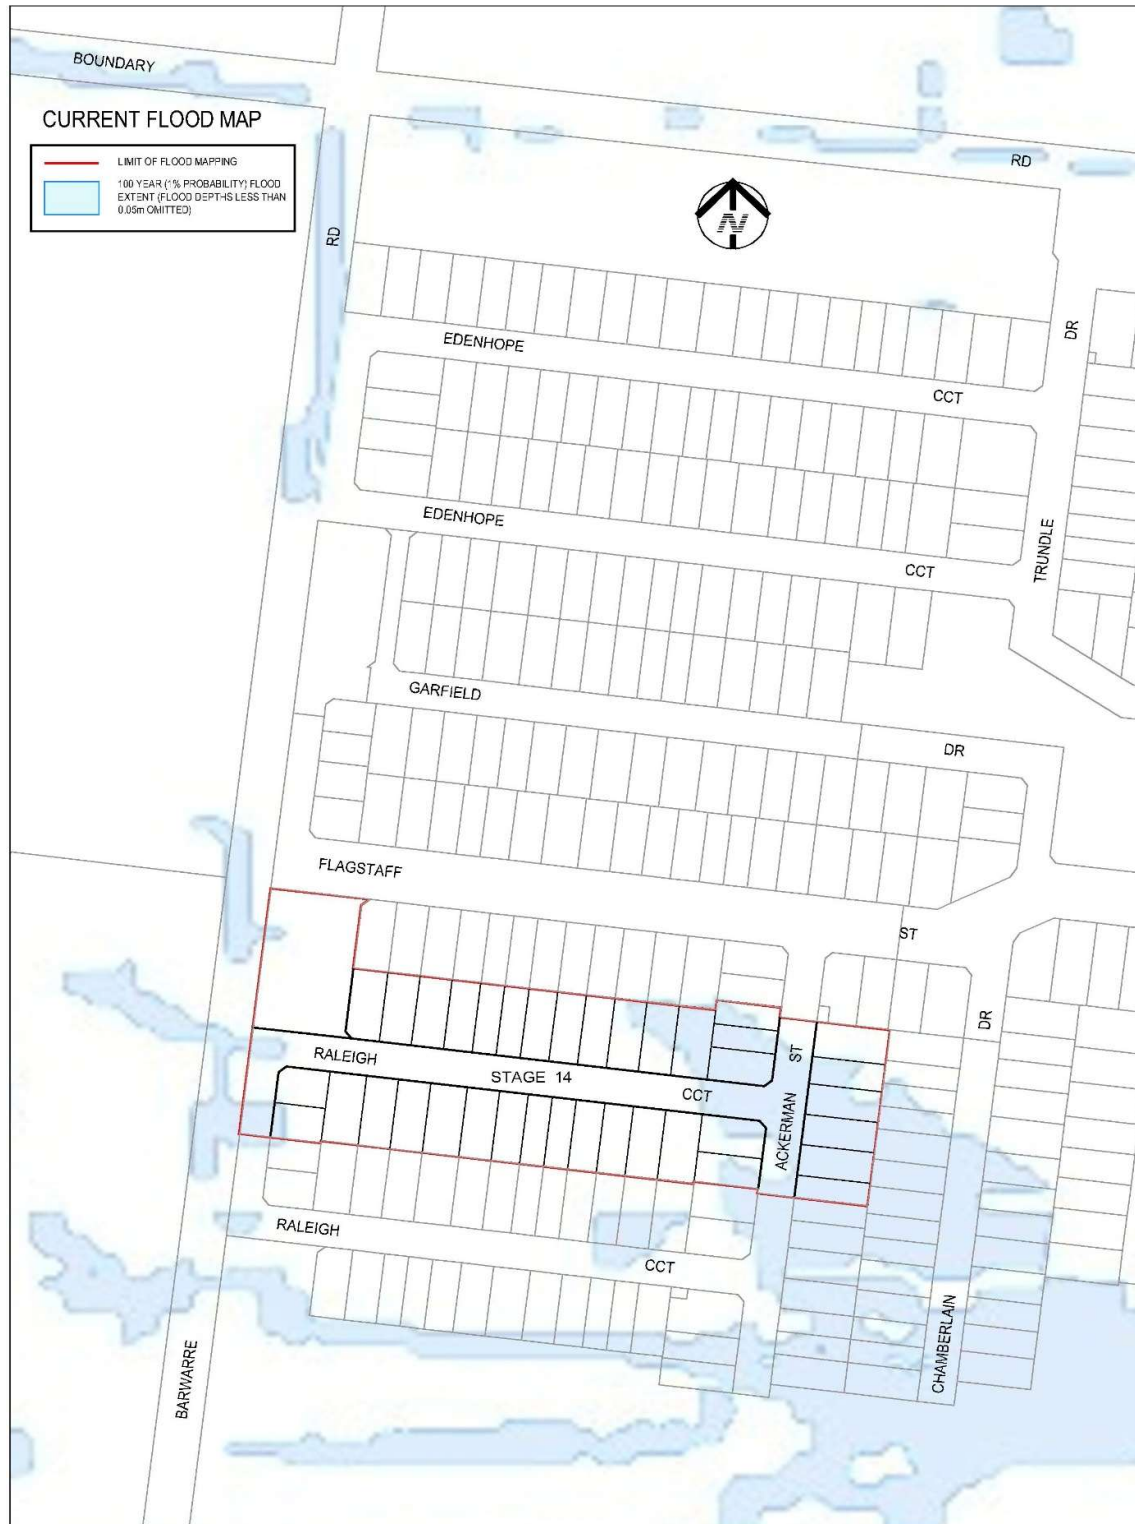 BOUNDARY
CURRENT FLOOD MAP
LIMIT OF FLOOD MAPPING
100 YEAR (1% PROBABILITY) FLOOD
EXTENT (FLOOD DEPTHS LESS THAN
0.05m OMITTED)
RD
RD
N
EDENHOPE
CCT
DR
EDENHOPE
CCT
TRUNDLE
GARFIELD
DR
FLAGSTAFF
ST
DR
RALEIGH
STAGE 14
CCT
ST
ACKERMAN
RALEIGH
CCT
CHAMBERLAIN
BARWARRE